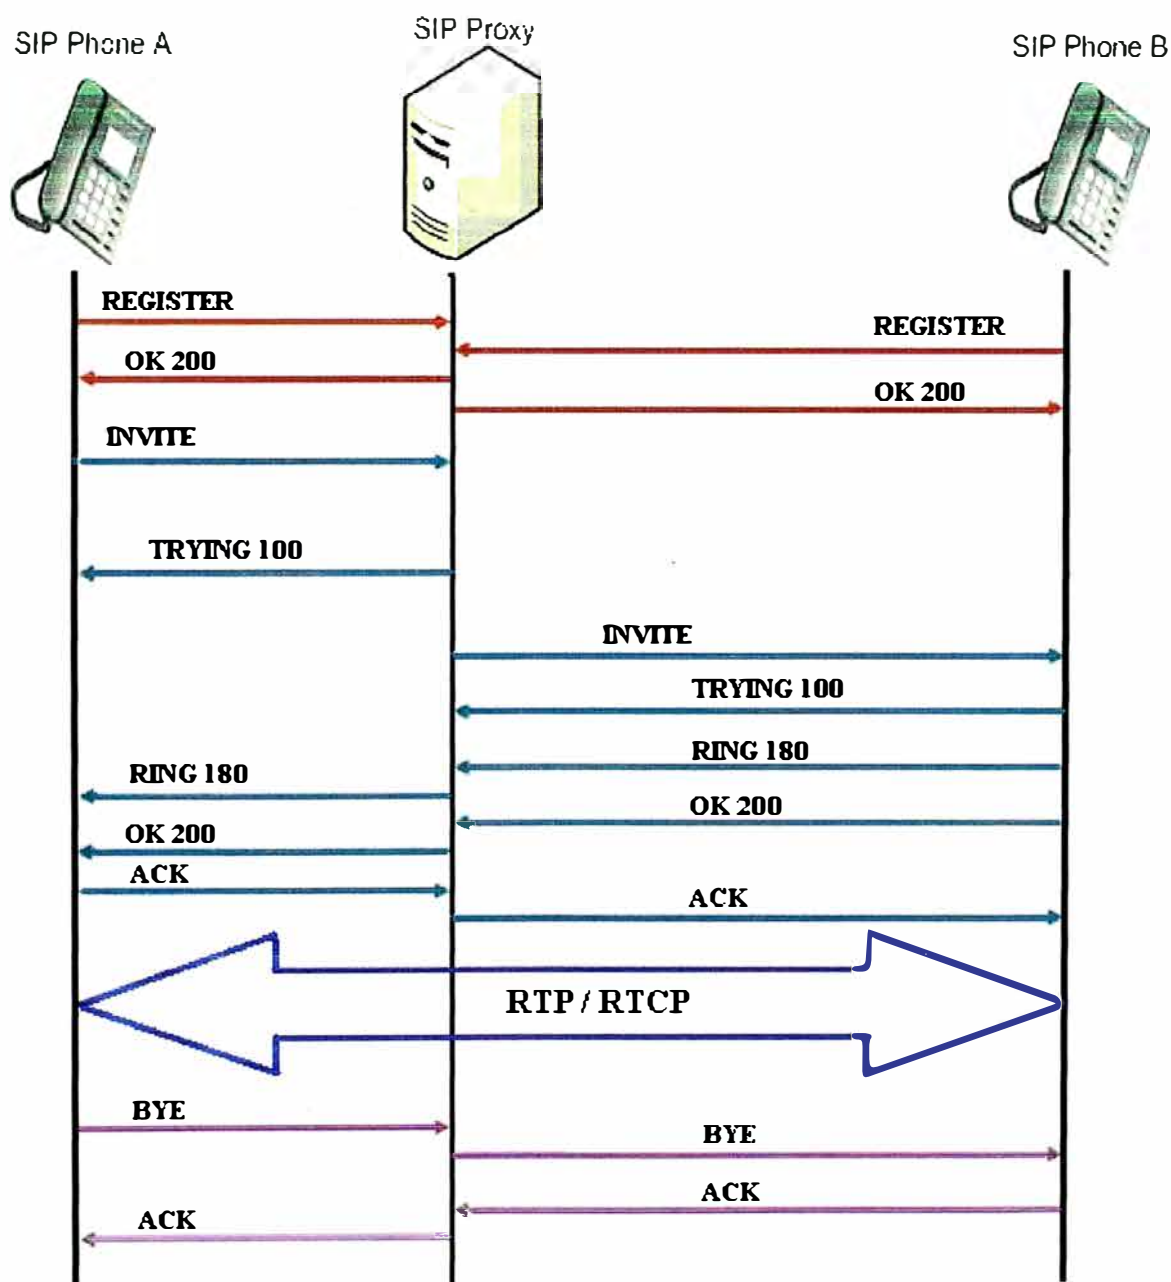 SIP Proxy
SIP Phone A
SIP Phone B
REGISTER
REGISTER
OK 200
OK 200
INVITE
TRYING 100
INVITE
TRYING 100
RING 180
RING 180
OK 200
OK 200
ACK
ACK
RTP / RTCP
BYE
BYE
ACK
ACK